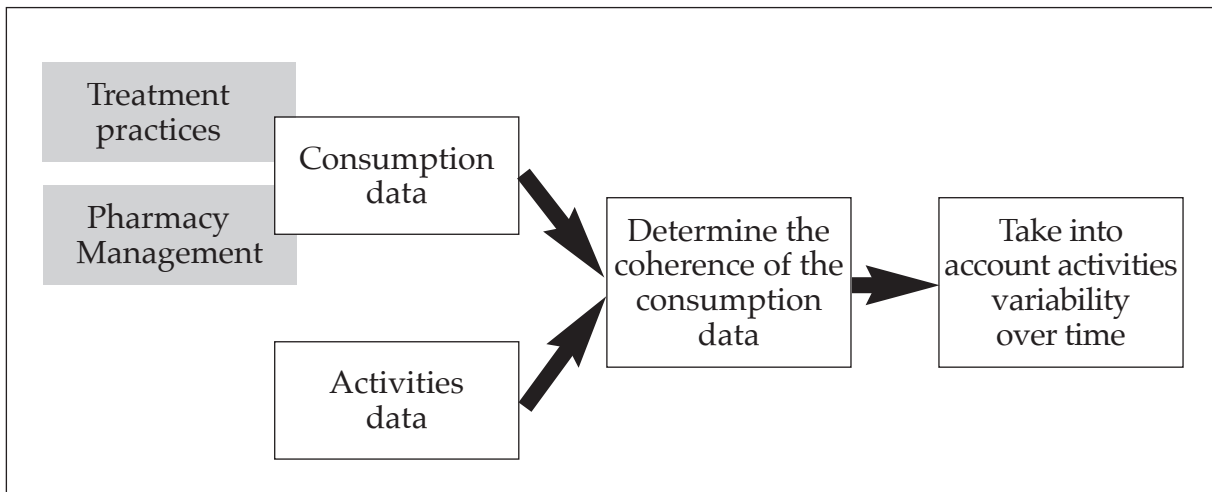 Treatment
practices
Pharmacy
Management
Consumption
data
Activities
data
Determine the
coherence of the
consumption
data
Take into
account activities
variability
over time